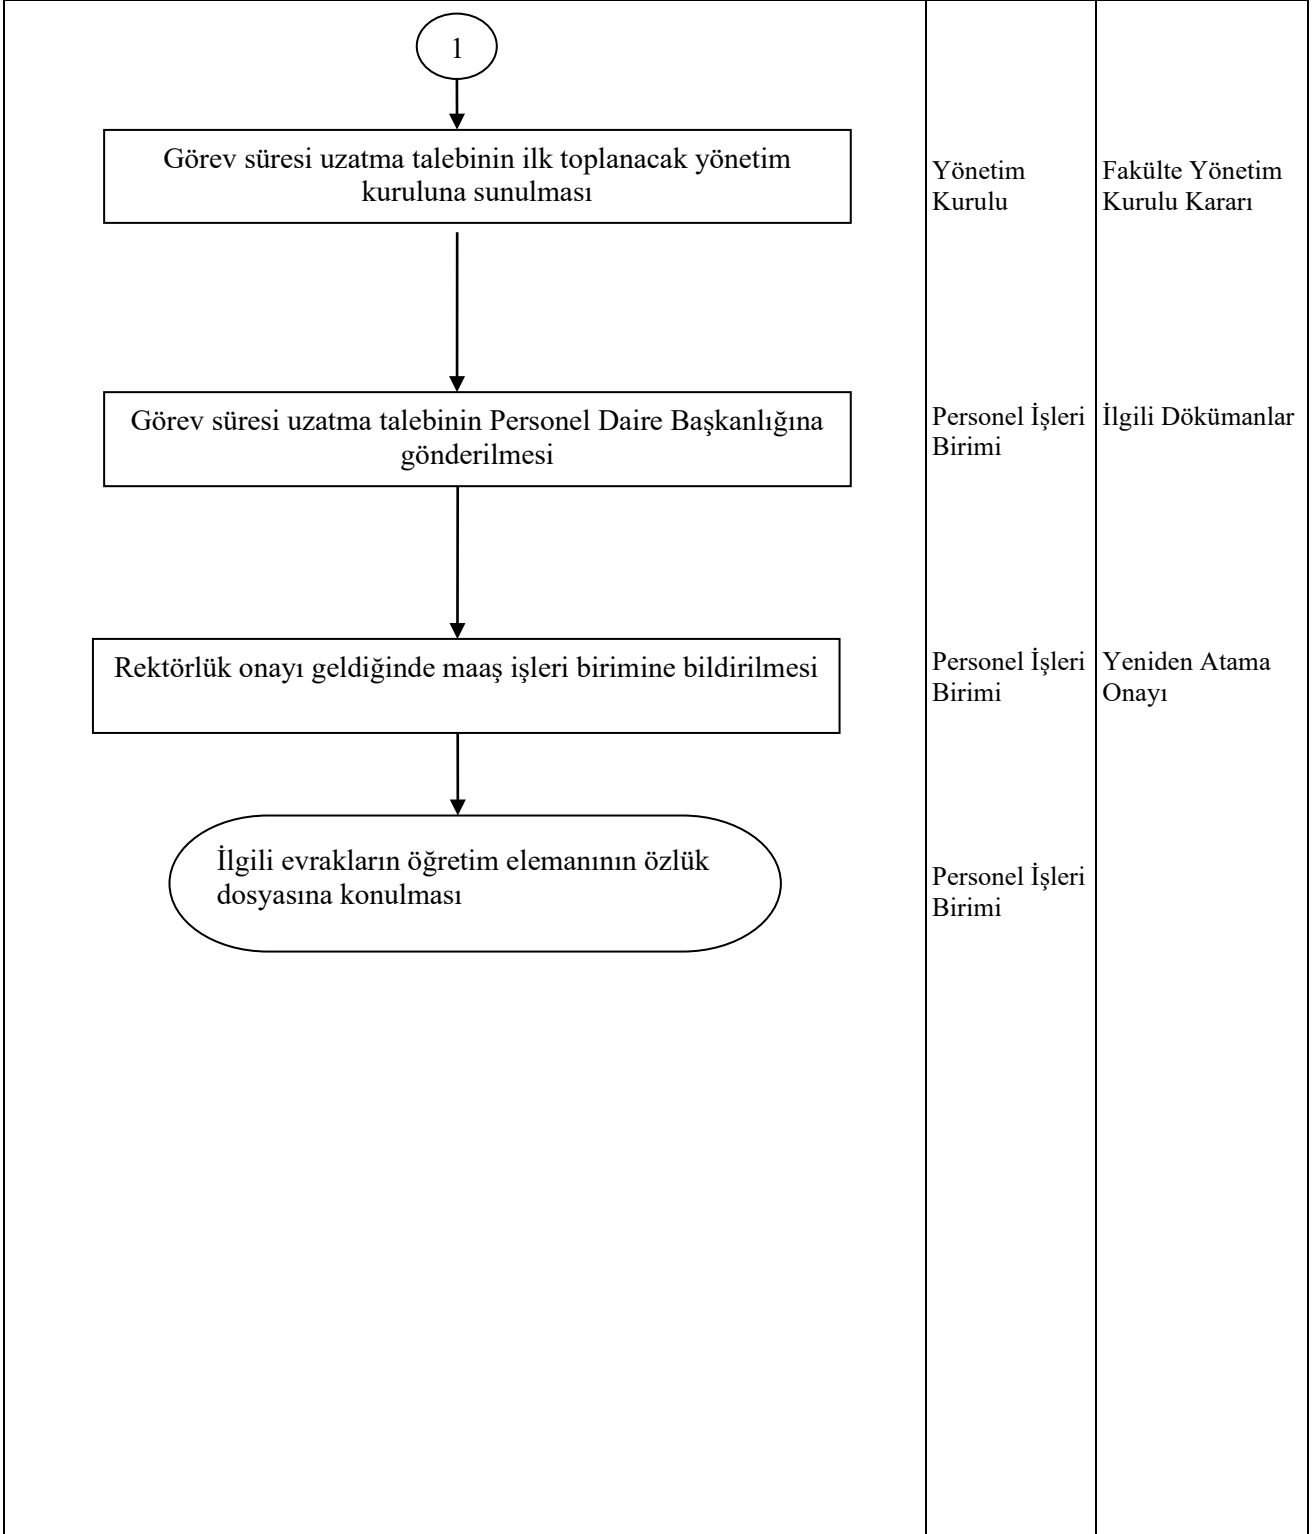 1
Görev süresi uzatma talebinin ilk toplanacak yönetim
kuruluna sunulması
Yönetim
Kurulu
Fakülte Yönetim
Kurulu Kararı
Görev süresi uzatma talebinin Personel Daire Başkanlığına
gönderilmesi
Personel İşleri
Birimi
İlgili Dökümanlar
Rektörlük onayı geldiğinde maaş işleri birimine bildirilmesi
Personel İşleri
Birimi
Yeniden Atama
Onayı
İlgili evrakların öğretim elemanının özlük
dosyasına konulması
Personel İşleri
Birimi